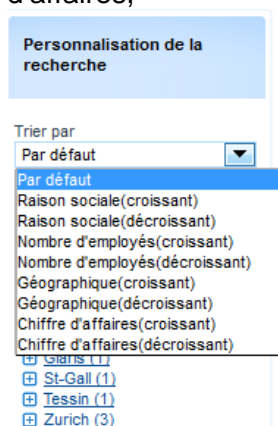 d'affaires,
Personnalisation de la
recherche
Trier par
Par défaut
Par défaut
Raison sociale(croissant)
Raison sociale(décroissant)
Nombre d'employés(croissant)
Nombre d'employés(décroissant)
Géographique(croissant)
Géographique(décroissant)
Chiffre d'affaires(croissant)
Chiffre d'affaires(décroissant)
Glaris (1)
St-Gall (1)
Tessin (1)
Zurich (3)